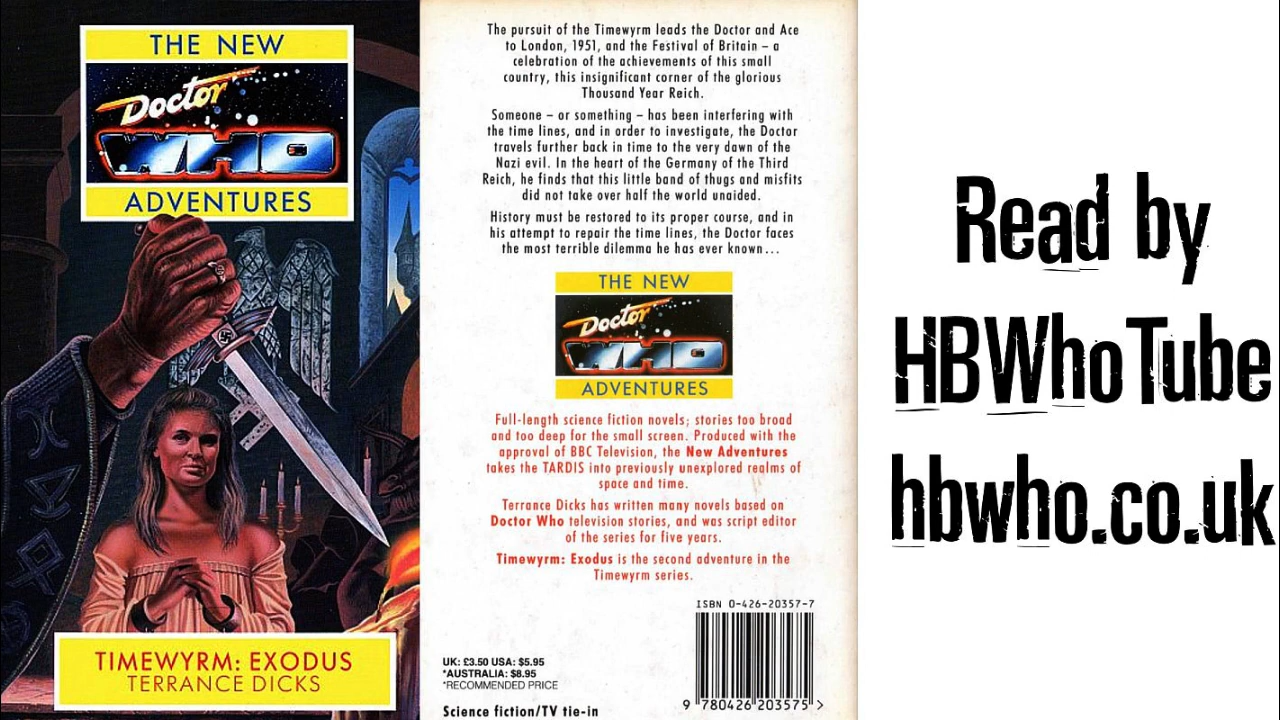 THE NEW
Doctor
WHO
ADVENTURES
TIMEWYRM: EXODUS
TERRANCE DICKS
The pursuit of the Timewyrm leads the Doctor and Ace
to London, 1951, and the Festival of Britain – a
celebration of the achievements of this small
country, this insignificant corner of the glorious
Thousand Year Reich.
Someone – or something – has been interfering with
the time lines, and in order to investigate, the Doctor
travels further back in time to the very dawn of the
Nazi evil. In the heart of the Germany of the Third
Reich, he finds that this little band of thugs and misfits
did not take over half the world unaided.
History must be restored to its proper course, and in
his attempt to repair the time lines, the Doctor faces
the most terrible dilemma he has ever known...
THE NEW
Doctor
WHO
ADVENTURES
Full-length science fiction novels; stories too broad
and too deep for the small screen. Produced with the
approval of BBC Television, the New Adventures
takes the TARDIS into previously unexplored realms of
space and time.
Terrance Dicks has written many novels based on
Doctor Who television stories, and was script editor
of the series for five years.
Timewyrm: Exodus is the second adventure in the
Timewyrm series.
ISBN 0-426-20357-7
UK: £3.50 USA: $5.95
*AUSTRALIA: $8.95
*RECOMMENDED PRICE
Science fiction/TV tie-in
9 780426 203575 >
Read by
HBWhoTube
hbwho.co.uk